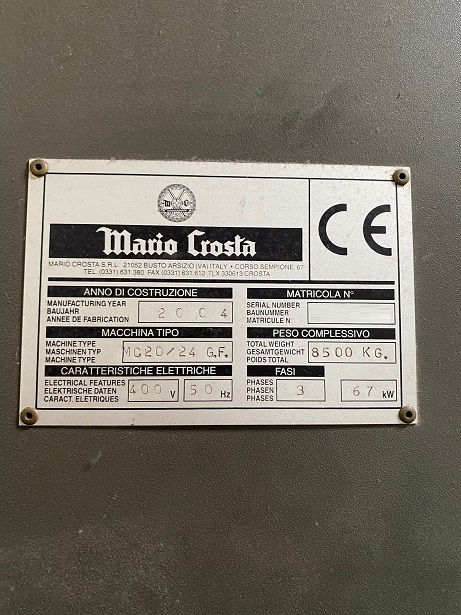 M C
Mario Crosta
MARIO CROSTA S.R.L. 21052 BUSTO ARSIZIO (VA) ITALY • CORSO SEMPIONE, 67
TEL. (0331) 631.380 FAX (0331) 631.612 TLX 330613 CROSTA
CE
ANNO DI COSTRUZIONE
MANUFACTURING YEAR
BAUJAHR
ANNEE DE FABRICATION
2004
MATRICOLA N°
SERIAL NUMBER
BAUNUMMER
MATRICULE N°
MACCHINA TIPO
MACHINE TYPE
MASCHINEN TYP
MACHINE TYPE
MC20/24 G.F.
PESO COMPLESSIVO
TOTAL WEIGHT
GESAMTGEWICHT
POIDS TOTAL
8500 KG.
CARATTERISTICHE ELETTRICHE
ELECTRICAL FEATURES
ELEKTRISCHE DATEN
CARACT. ELETRIQUES
400 V 50 Hz
FASI
PHASES
PHASEN
PHASES
3 67 kW